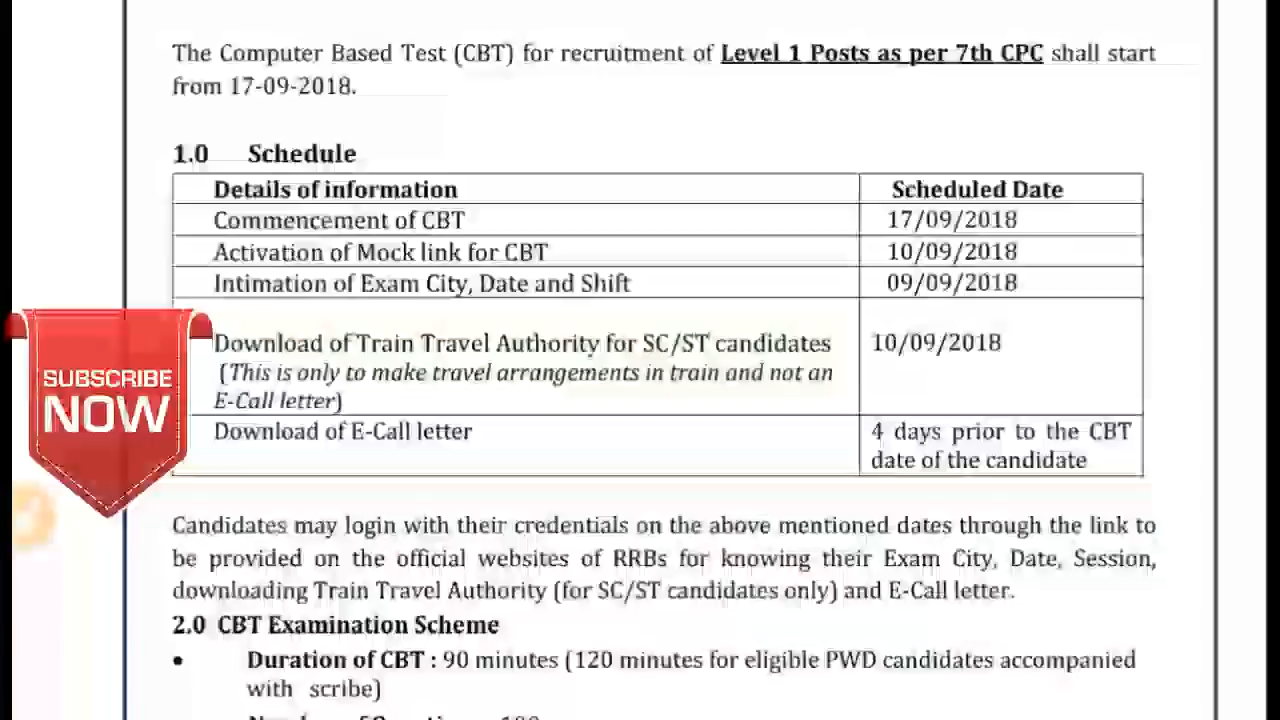 The Computer Based Test (CBT) for recruitment of Level 1 Posts as per 7th CPC shall start
from 17-09-2018.
1.0 Schedule
Details of information Scheduled Date
Commencement of CBT 17/09/2018
Activation of Mock link for CBT 10/09/2018
Intimation of Exam City, Date and Shift 09/09/2018
Download of Train Travel Authority for SC/ST candidates 10/09/2018
(This is only to make travel arrangements in train and not an
E-Call letter)
Download of E-Call letter 4 days prior to the CBT
date of the candidate
SUBSCRIBE
NOW
Candidates may login with their credentials on the above mentioned dates through the link to
be provided on the official websites of RRBs for knowing their Exam City, Date, Session,
downloading Train Travel Authority (for SC/ST candidates only) and E-Call letter.
2.0 CBT Examination Scheme
• Duration of CBT : 90 minutes (120 minutes for eligible PWD candidates accompanied
with scribe)